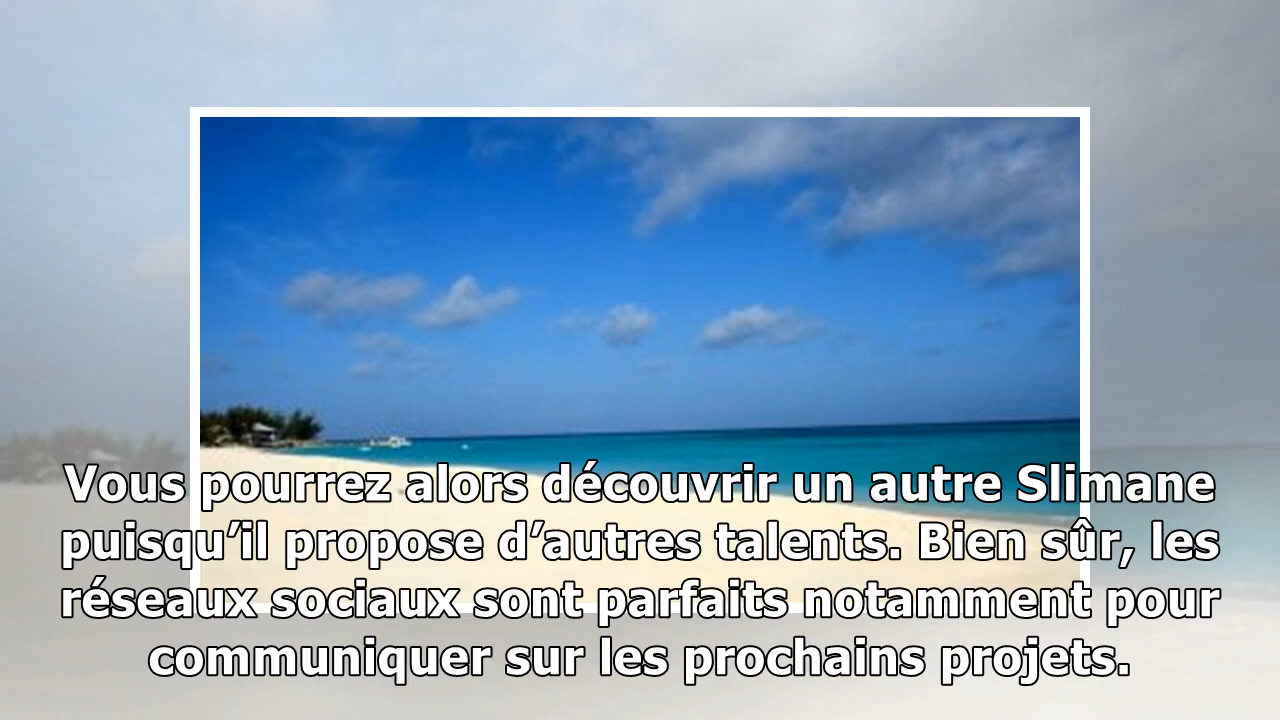 Vous pourrez alors découvrir un autre Slimane
puisqu’il propose d’autres talents. Bien sûr, les
réseaux sociaux sont parfaits notamment pour
communiquer sur les prochains projets.